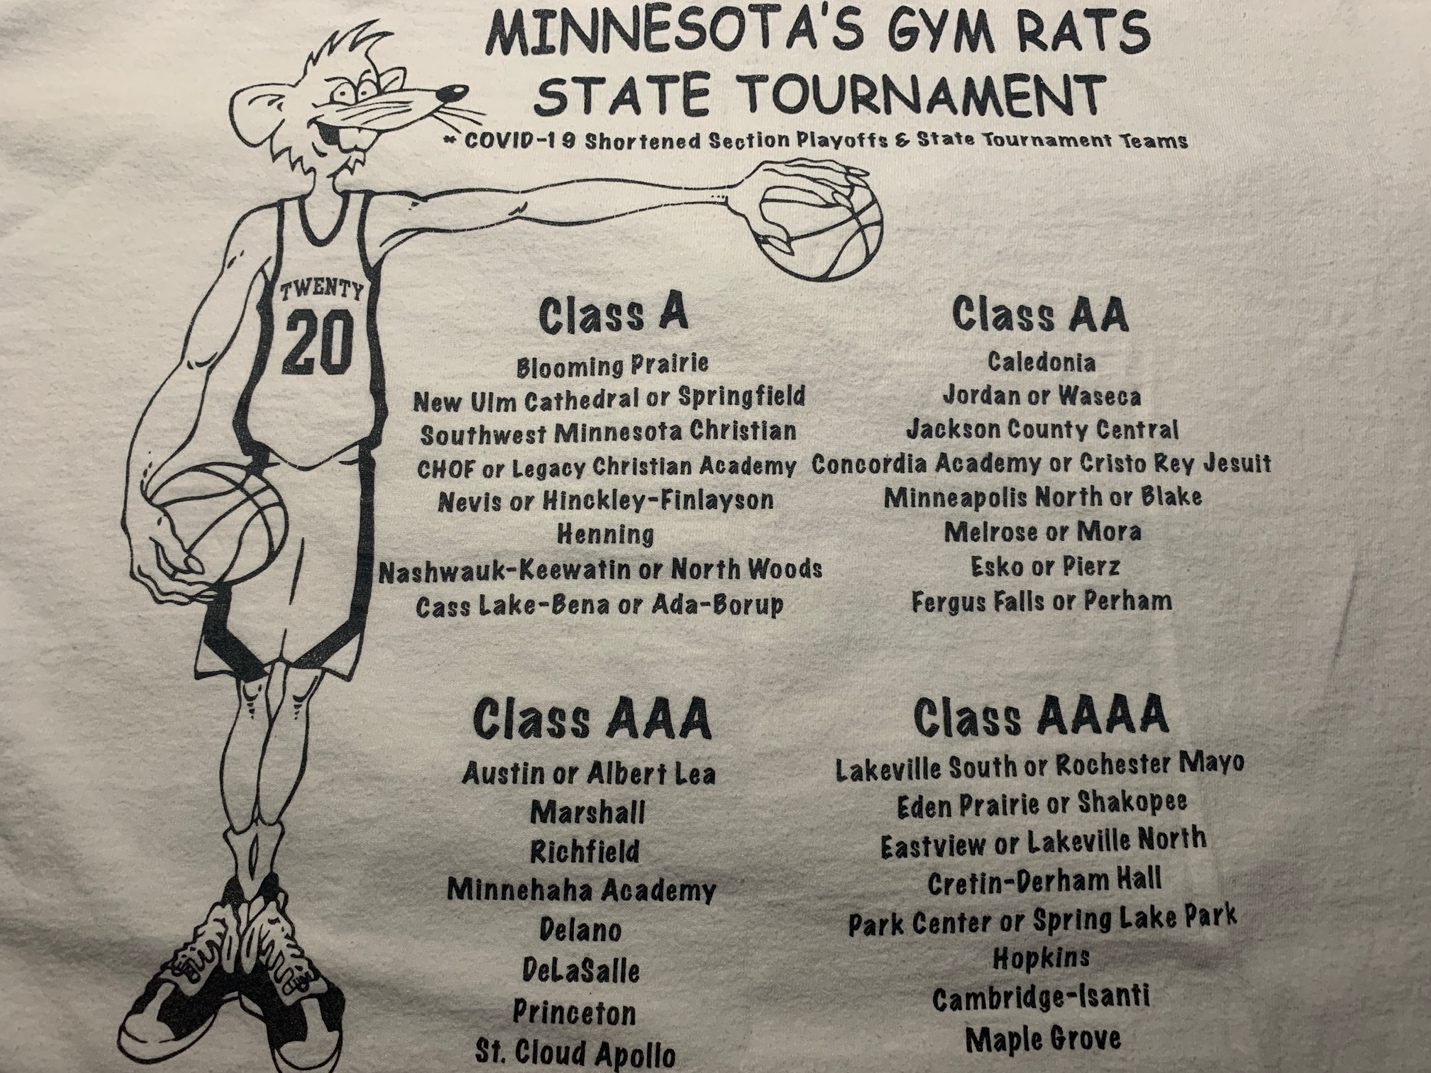 MINNESOTA'S GYM RATS
STATE TOURNAMENT
* COVID-19 Shortened Section Playoffs & State Tournament Teams
TWENTY
20
Class A
Blooming Prairie
New Ulm Cathedral or Springfield
Southwest Minnesota Christian
CHOF or Legacy Christian Academy
Nevis or Hinckley-Finlayson
Henning
Nashwauk-Keewatin or North Woods
Cass Lake-Bena or Ada-Borup
Class AA
Caledonia
Jordan or Waseca
Jackson County Central
Concordia Academy or Cristo Rey Jesuit
Minneapolis North or Blake
Melrose or Mora
Esko or Pierz
Fergus Falls or Perham
Class AAA
Austin or Albert Lea
Marshall
Richfield
Minnehaha Academy
Delano
DeLaSalle
Princeton
St. Cloud Apollo
Class AAAA
Lakeville South or Rochester Mayo
Eden Prairie or Shakopee
Eastview or Lakeville North
Cretin-Derham Hall
Park Center or Spring Lake Park
Hopkins
Cambridge-Isanti
Maple Grove